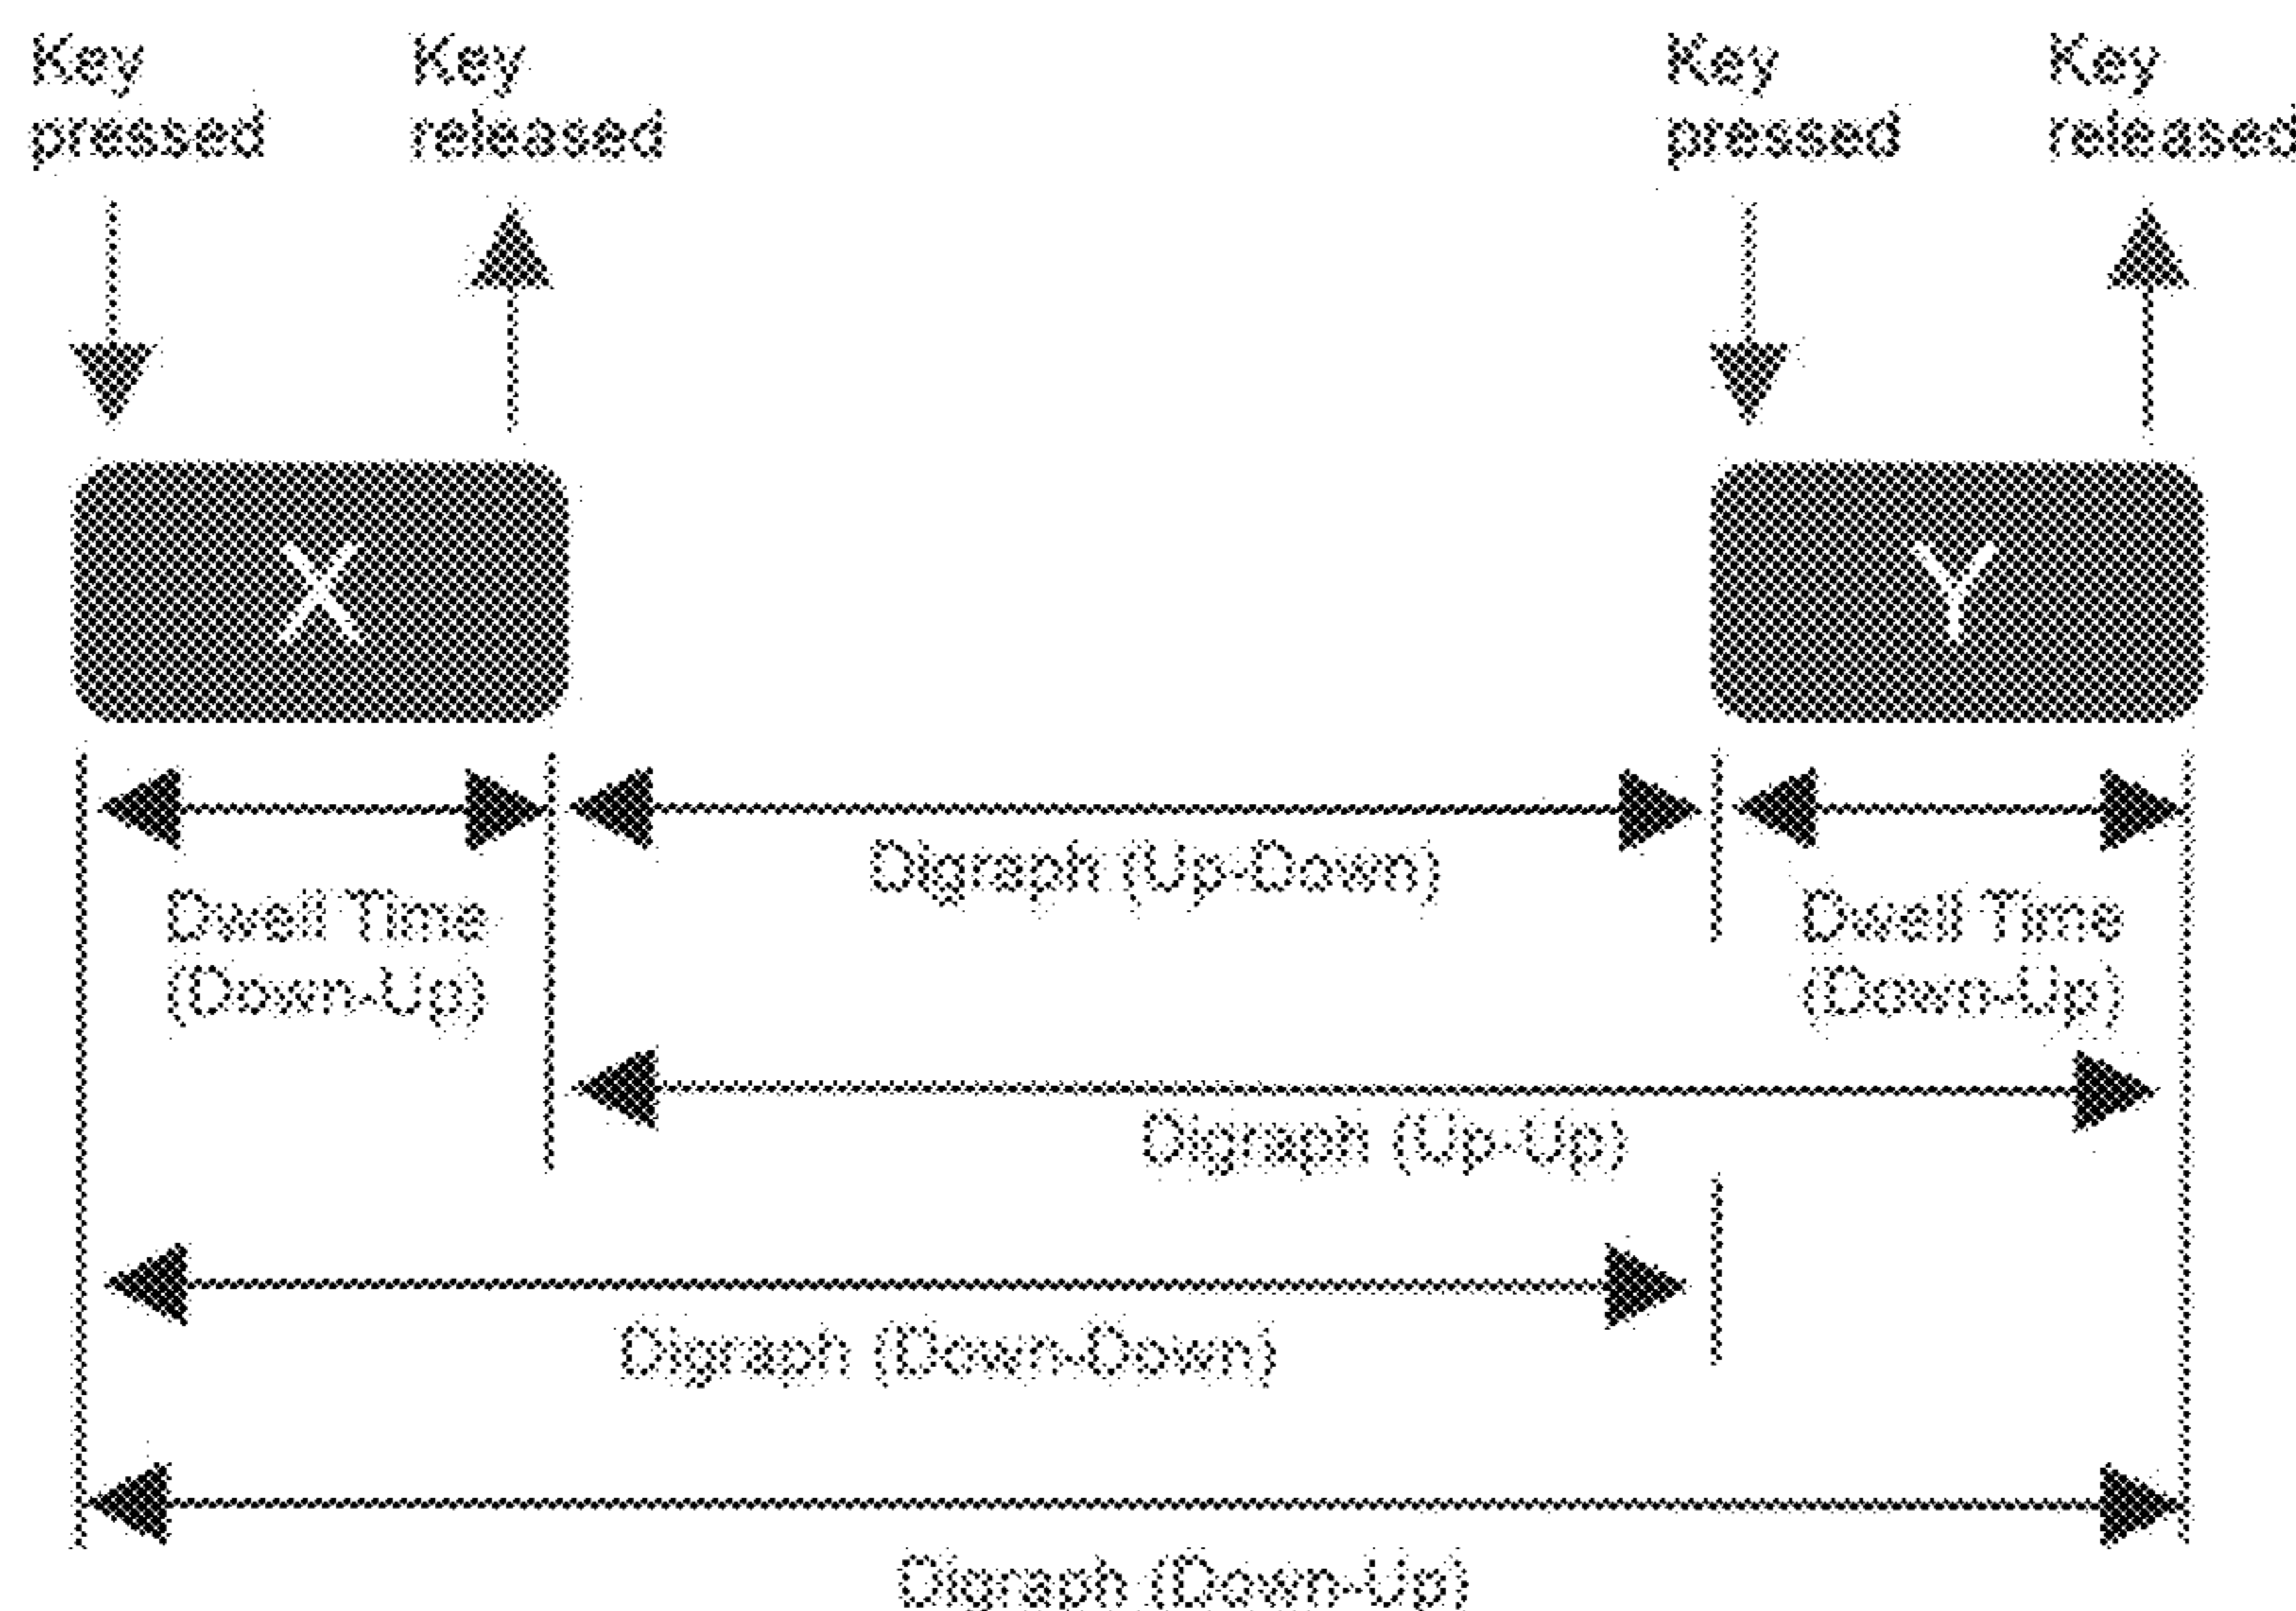 Key
pressed
Key
released
Key
pressed
Key
released
X
Y
Digraph (Up-Down)
Dwell Time
(Down-Up)
Dwell Time
(Down-Up)
Digraph (Up-Up)
Digraph (Down-Down)
Digraph (Down-Up)